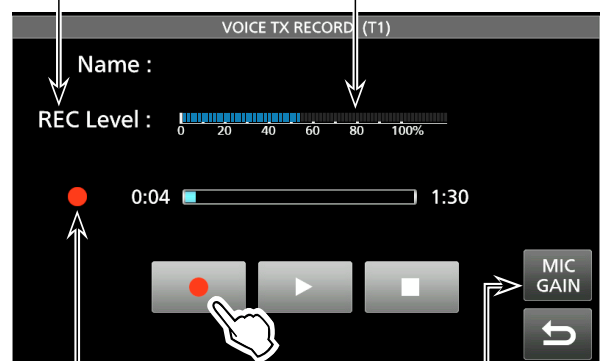 VOICE TX RECORD (T1)
Name :
REC Level :
0 20 40 60 80 100%
0:04 1:30
MIC
GAIN